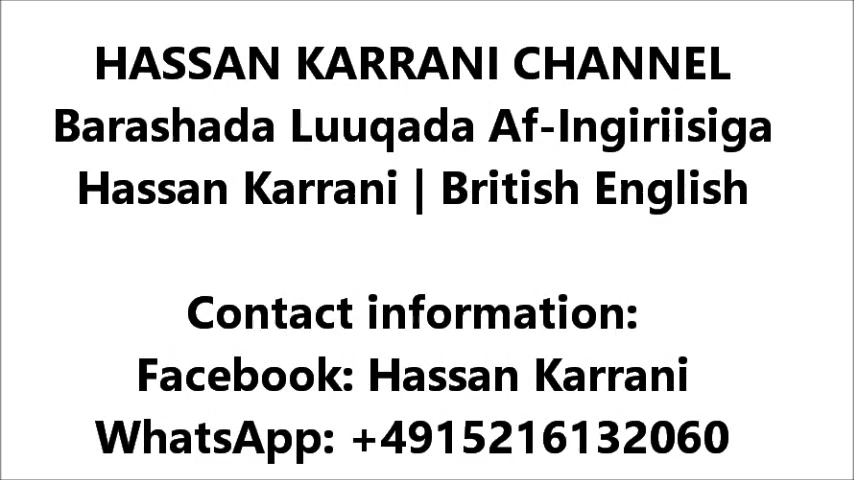 HASSAN KARRANI CHANNEL
Barashada Luuqada Af-Ingiriisiga
Hassan Karrani | British English
Contact information:
Facebook: Hassan Karrani
WhatsApp: +4915216132060